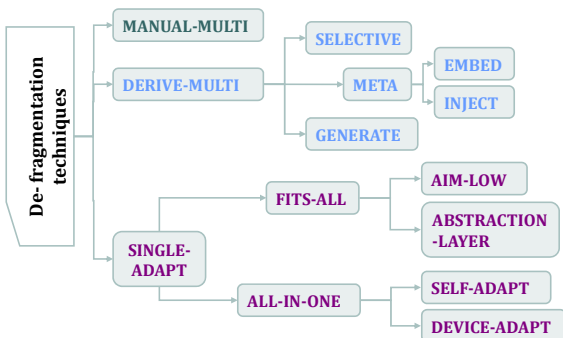 De- fragmentation
techniques
MANUAL-MULTI
DERIVE-MULTI
SELECTIVE
META
EMBED
INJECT
GENERATE
SINGLE-
ADAPT
FITS-ALL
AIM-LOW
ABSTRACTION
-LAYER
ALL-IN-ONE
SELF-ADAPT
DEVICE-ADAPT